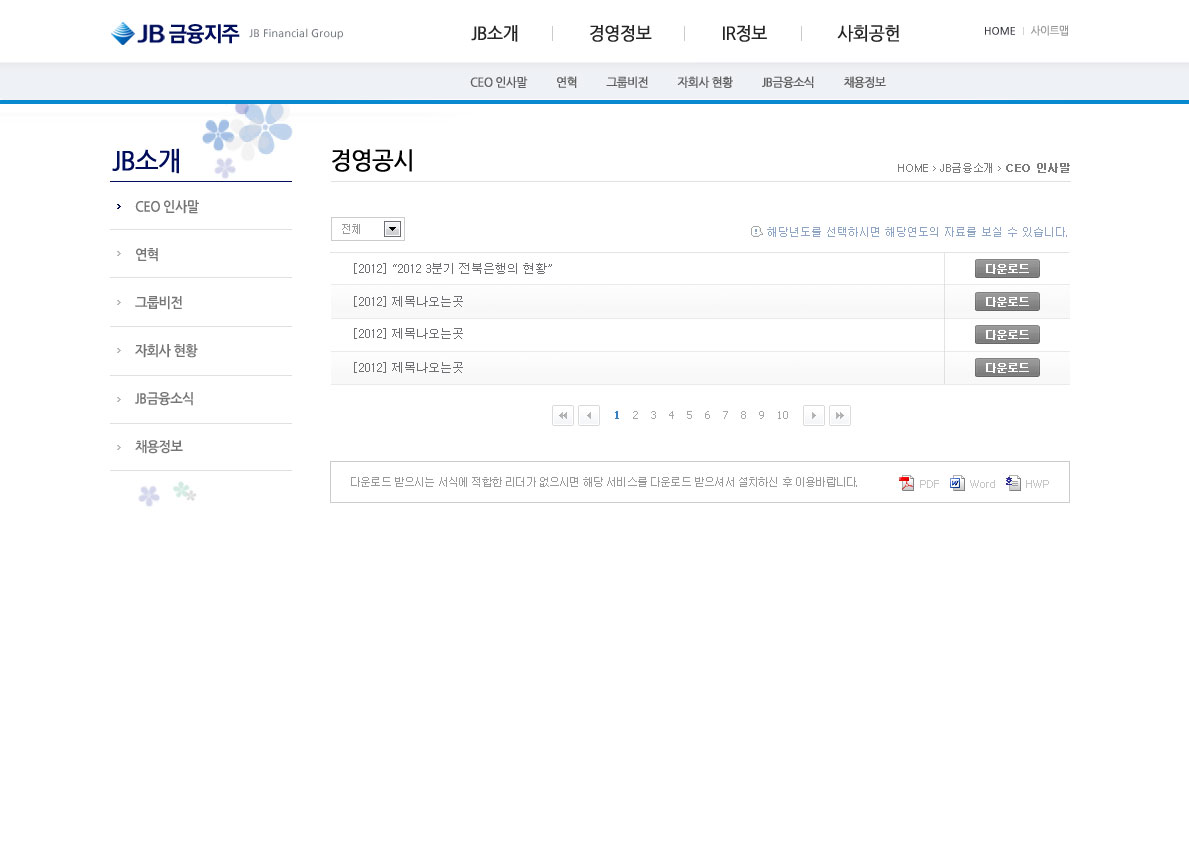 JB 금융지주 JB Financial Group JB소개 경영정보 IR정보 사회공헌 HOME 사이트맵
CEO 인사말 연혁 그룹비전 자회사 현황 JB금융소식 채용정보
JB소개
CEO 인사말
연혁
그룹비전
자회사 현황
JB금융소식
채용정보
경영공시
HOME > JB금융소개 > CEO 인사말
전체
해당년도를 선택하시면 해당연도의 자료를 보실 수 있습니다.
[2012] “2012 3분기 전북은행의 현황” 다운로드
[2012] 제목나오는곳 다운로드
[2012] 제목나오는곳 다운로드
[2012] 제목나오는곳 다운로드
1 2 3 4 5 6 7 8 9 10
다운로드 받으시는 서식에 적합한 리더가 없으시면 해당 서비스를 다운로드 받으셔서 설치하신 후 이용바랍니다. PDF Word HWP